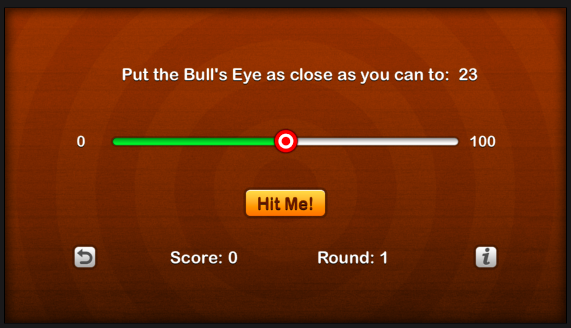 Put the Bull's Eye as close as you can to: 23
0 100
Hit Me!
Score: 0 Round: 1 i